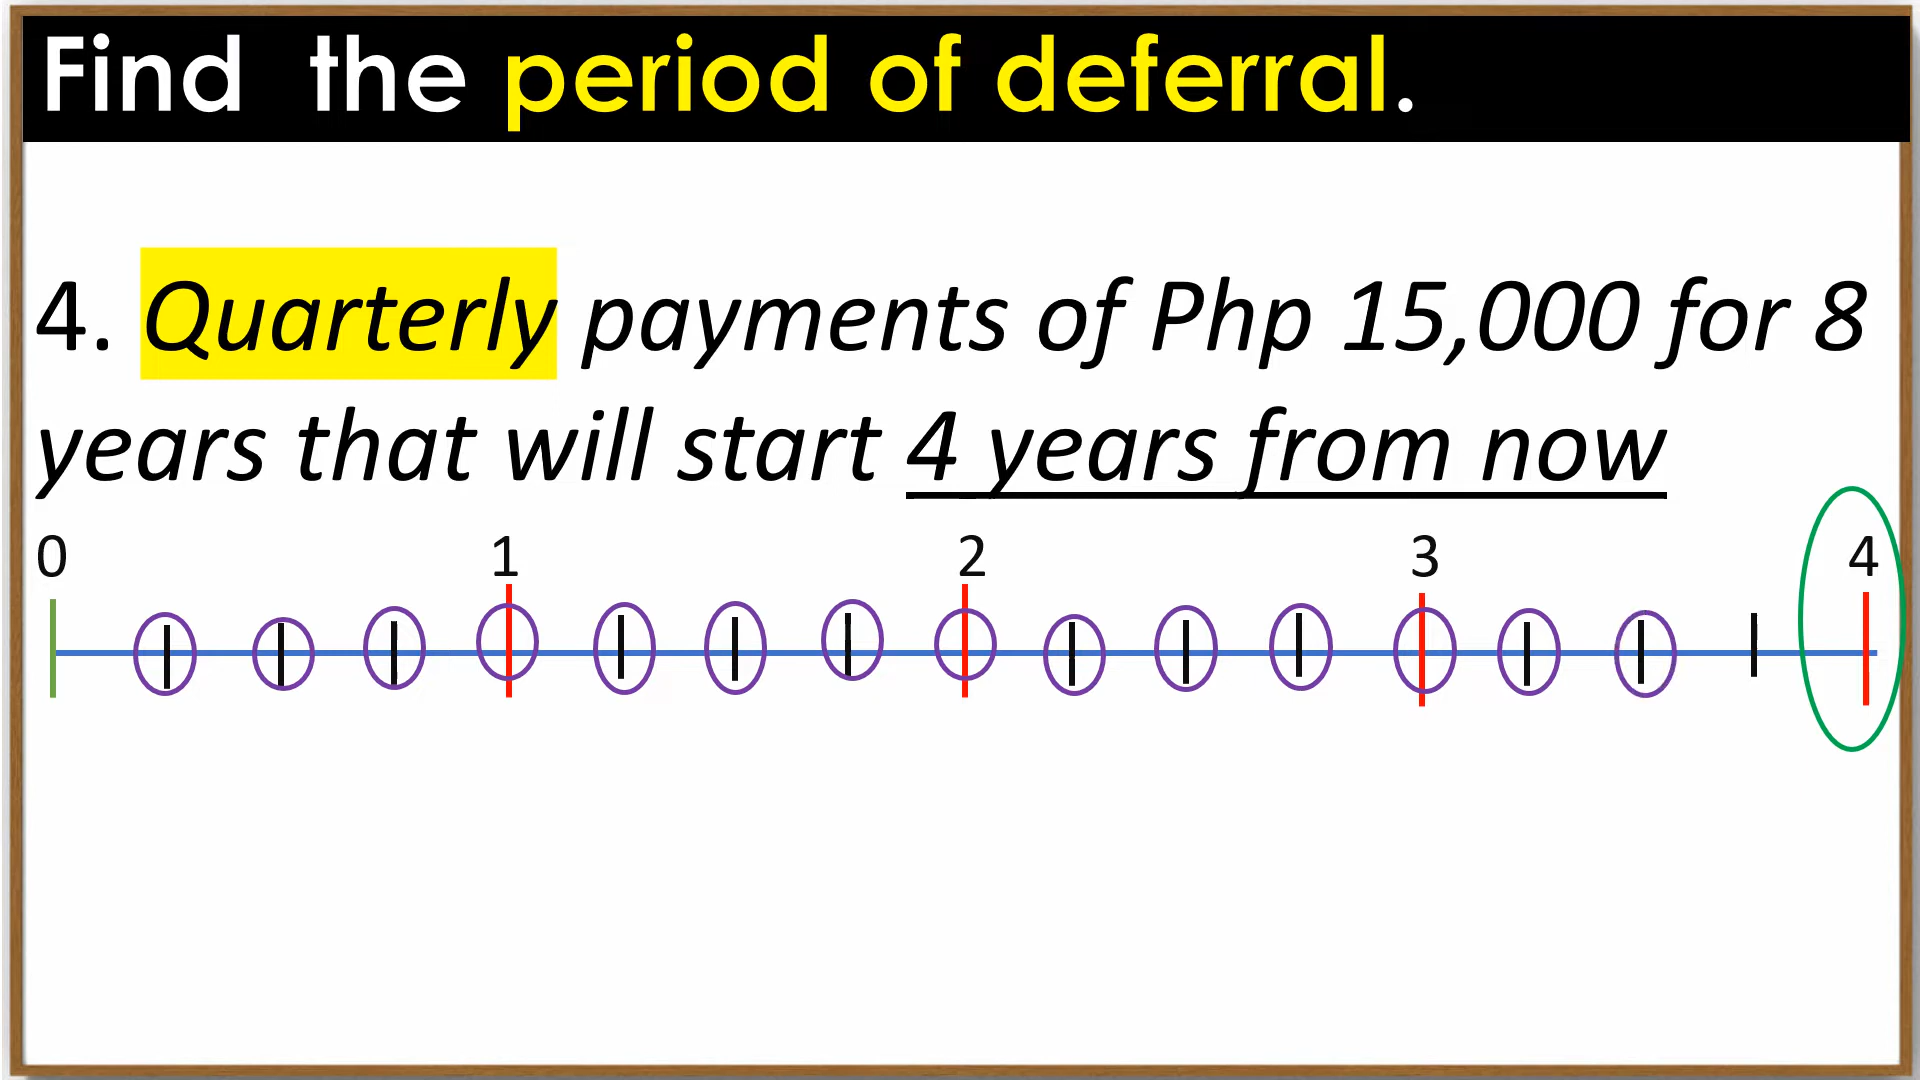 Find the period of deferral.
4. Quarterly payments of Php 15,000 for 8
years that will start 4 years from now
0 1 2 3 4